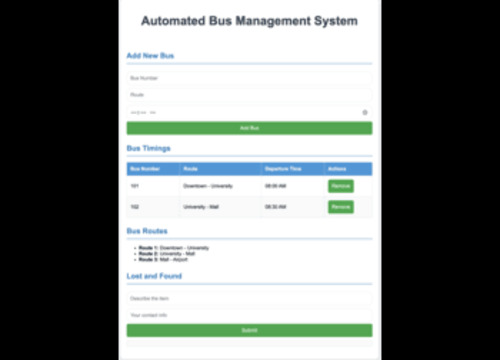 Automated Bus Management System
Add New Bus
Bus Number
Route
Add Bus
Bus Timings
Bus Number Route Departure Time Actions
101 Downtown - University 08:00 AM Remove
102 University - Mall 08:30 AM Remove
Bus Routes
Route 1: Downtown - University
Route 2: University - Mall
Route 3: Mall - Airport
Lost and Found
Describe the item
Your contact info
Submit